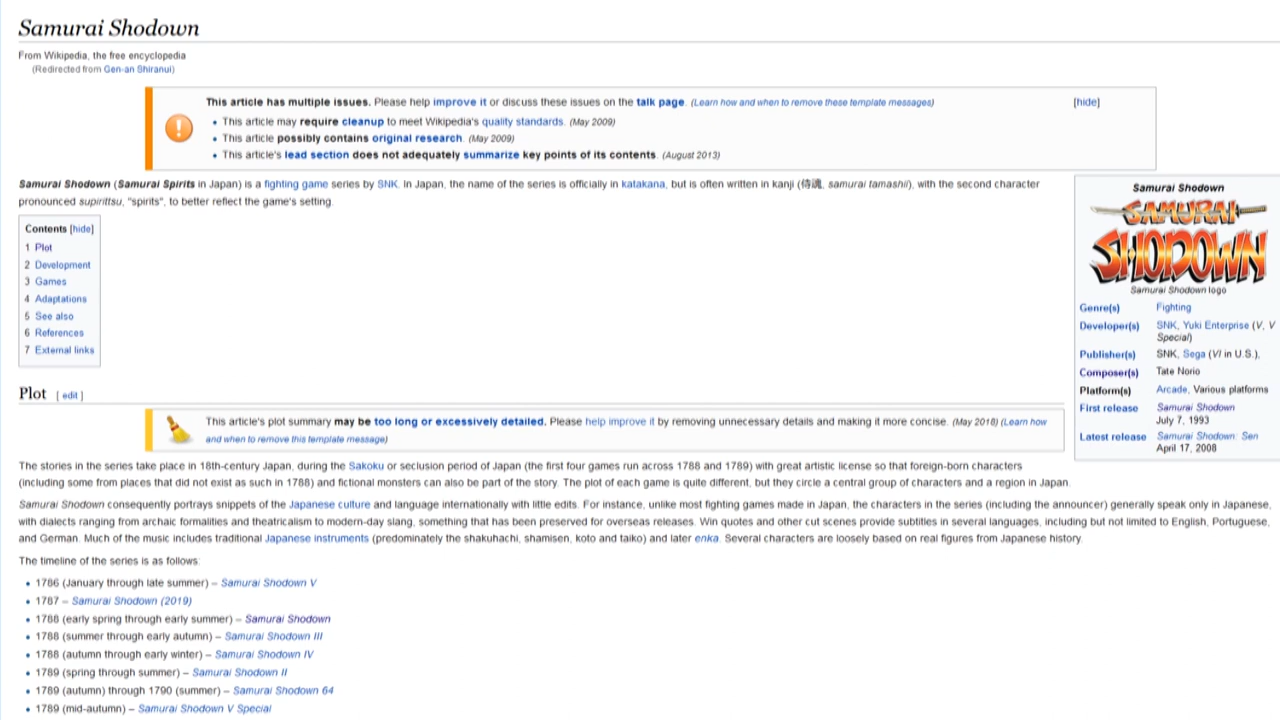 Samurai Shodown
From Wikipedia, the free encyclopedia
(Redirected from Gen-an Shiranui)
This article has multiple issues. Please help improve it or discuss these issues on the talk page. (Learn how and when to remove these template messages)
[hide]
• This article may require cleanup to meet Wikipedia's quality standards. (May 2009)
• This article possibly contains original research. (May 2009)
• This article's lead section does not adequately summarize key points of its contents. (August 2013)
Samurai Shodown (Samurai Spirits in Japan) is a fighting game series by SNK. In Japan, the name of the series is officially in katakana, but is often written in kanji (侍魂, samurai tamashii), with the second character
pronounced supirittsu, "spirits", to better reflect the game's setting.
Contents [hide]
1 Plot
2 Development
3 Games
4 Adaptations
5 See also
6 References
7 External links
Samurai Shodown
SAMURAI
SHODOWN
Samurai Shodown logo
Genre(s) Fighting
Developer(s) SNK, Yuki Enterprise (V, V
Special)
Publisher(s) SNK, Sega (VI in U.S.),
Composer(s) Tate Norio
Platform(s) Arcade, Various platforms
First release Samurai Shodown
July 7, 1993
Latest release Samurai Shodown: Sen
April 17, 2008
Plot [ edit ]
This article's plot summary may be too long or excessively detailed. Please help improve it by removing unnecessary details and making it more concise. (May 2018) (Learn how
and when to remove this template message)
The stories in the series take place in 18th-century Japan, during the Sakoku or seclusion period of Japan (the first four games run across 1788 and 1789) with great artistic license so that foreign-born characters
(including some from places that did not exist as such in 1788) and fictional monsters can also be part of the story. The plot of each game is quite different, but they circle a central group of characters and a region in Japan.
Samurai Shodown consequently portrays snippets of the Japanese culture and language internationally with little edits. For instance, unlike most fighting games made in Japan, the characters in the series (including the announcer) generally speak only in Japanese,
with dialects ranging from archaic formalities and theatricalism to modern-day slang, something that has been preserved for overseas releases. Win quotes and other cut scenes provide subtitles in several languages, including but not limited to English, Portuguese,
and German. Much of the music includes traditional Japanese instruments (predominately the shakuhachi, shamisen, koto and taiko) and later enka. Several characters are loosely based on real figures from Japanese history.
The timeline of the series is as follows:
• 1786 (January through late summer) – Samurai Shodown V
• 1787 – Samurai Shodown (2019)
• 1788 (early spring through early summer) – Samurai Shodown
• 1788 (summer through early autumn) – Samurai Shodown III
• 1788 (autumn through early winter) – Samurai Shodown IV
• 1789 (spring through summer) – Samurai Shodown II
• 1789 (autumn) through 1790 (summer) – Samurai Shodown 64
• 1789 (mid-autumn) – Samurai Shodown V Special